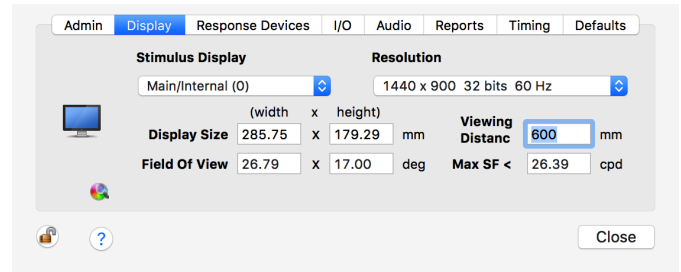 Admin Display Response Devices I/O Audio Reports Timing Defaults
Stimulus Display Resolution
Main/Internal (0) 1440 x 900 32 bits 60 Hz
(width x height)
Display Size 285.75 x 179.29 mm Viewing Distanc 600 mm
Field Of View 26.79 x 17.00 deg Max SF < 26.39 cpd
? Close